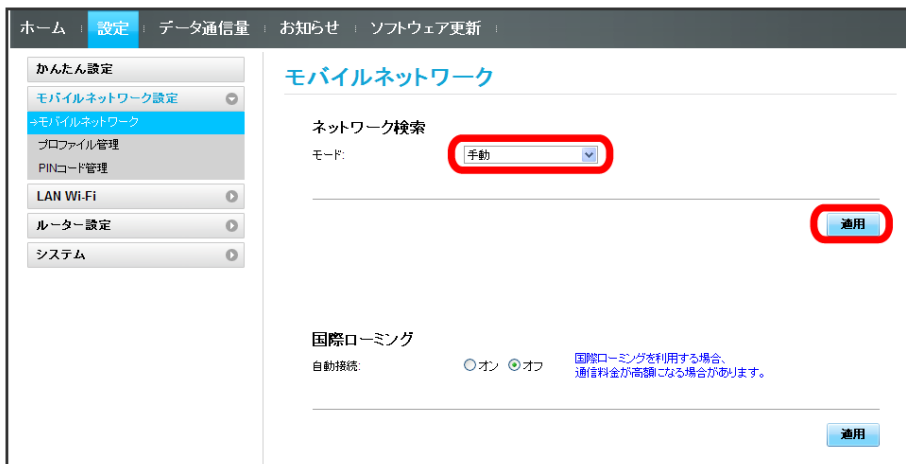 ホーム 設定 データ通信量 お知らせ ソフトウェア更新
かんたん設定
モバイルネットワーク設定
→モバイルネットワーク
プロファイル管理
PINコード管理
LAN Wi-Fi
ルーター設定
システム
モバイルネットワーク
ネットワーク検索
モード: 手動
適用
国際ローミング
自動接続: オン オフ
国際ローミングを利用する場合、
通信料金が高額になる場合があります。
適用